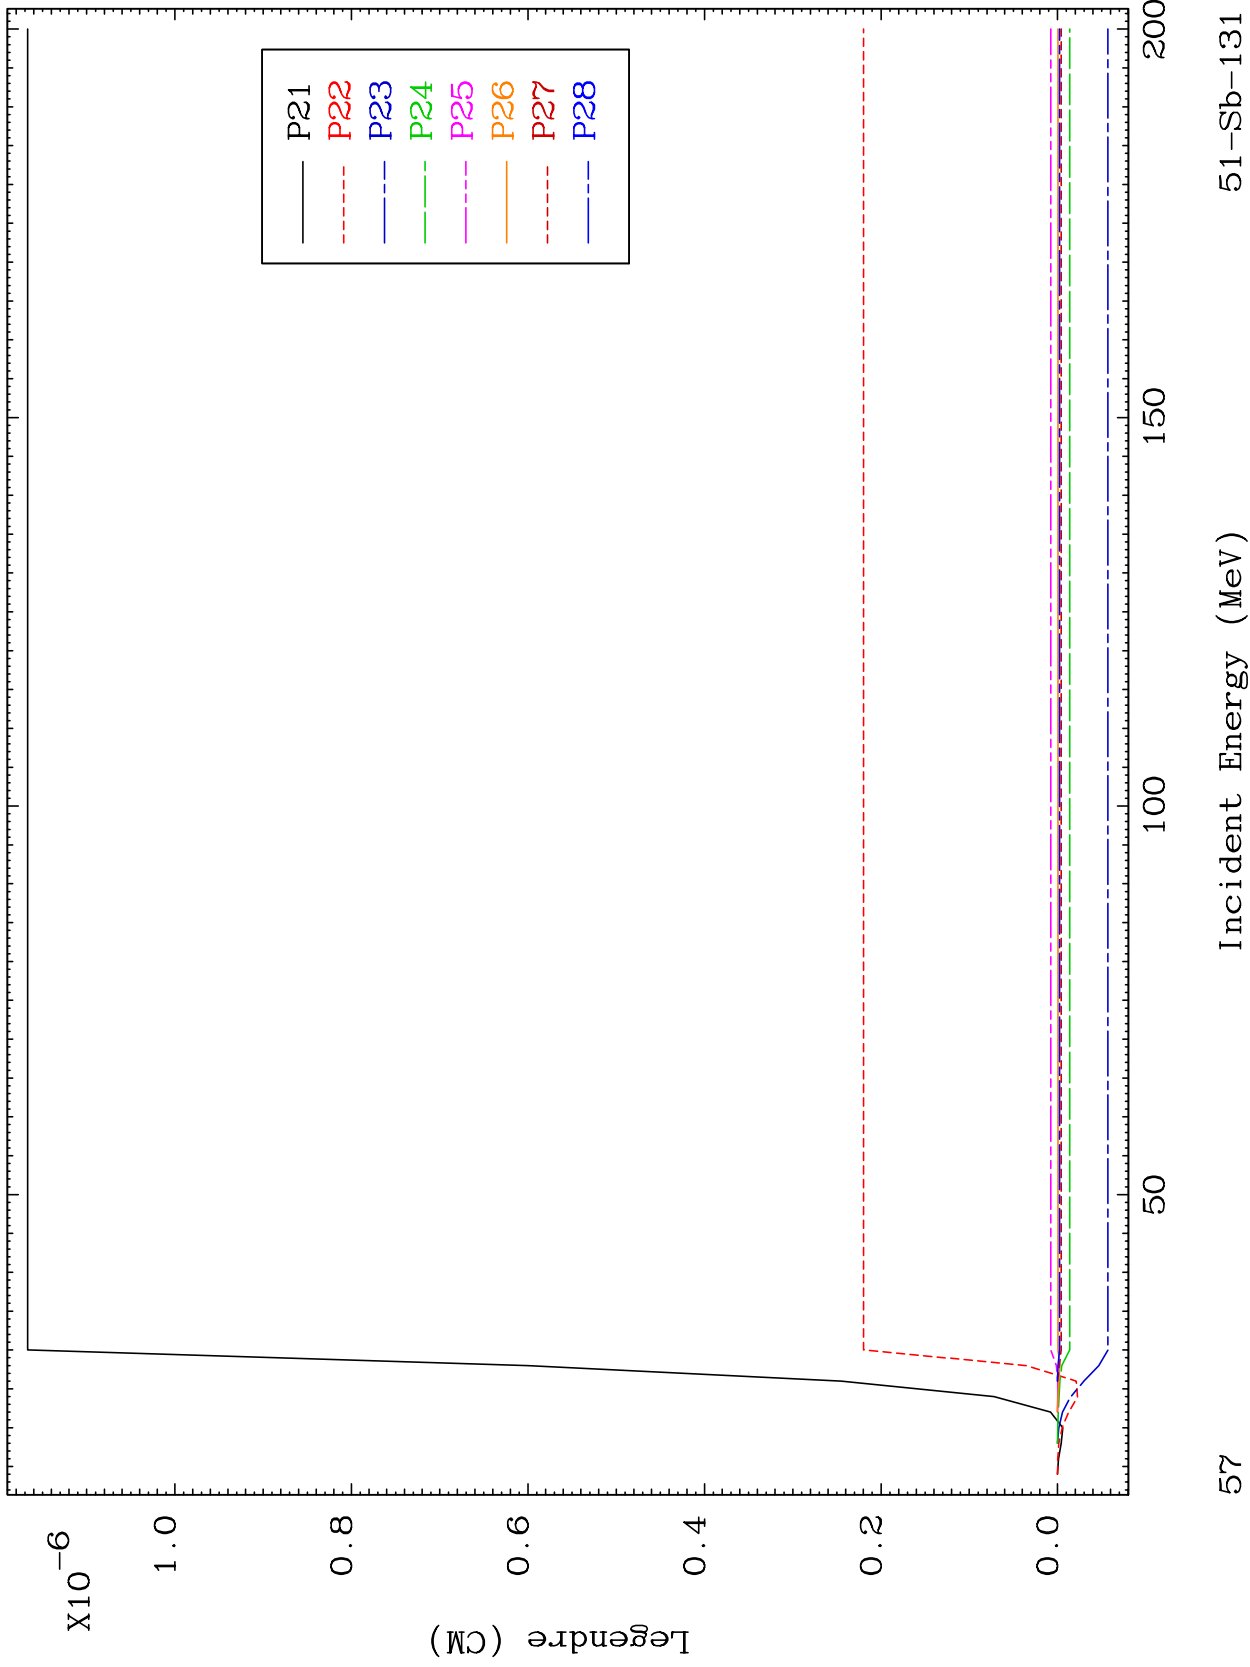 X10-6
1.0
0.8
0.6
0.4
0.2
0.0
Legendre (CM)
P21
P22
P23
P24
P25
P26
P27
P28
50
100
150
200
57
Incident Energy (MeV)
51-Sb-131